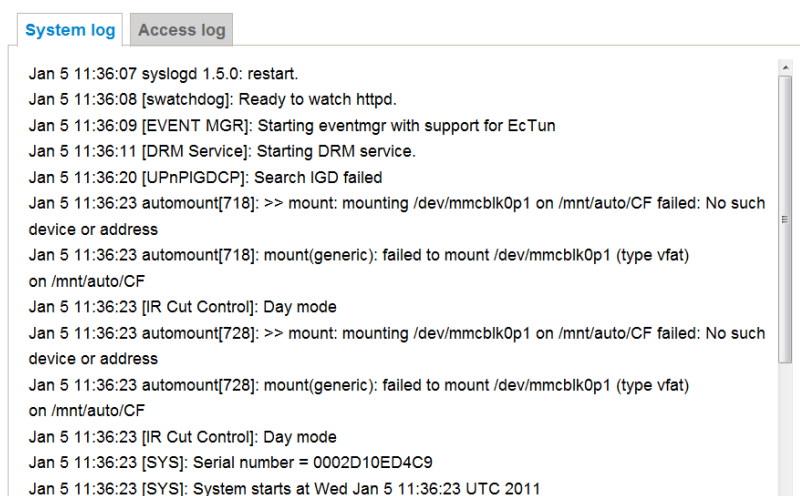 System log Access log
Jan 5 11:36:07 syslogd 1.5.0: restart.
Jan 5 11:36:08 [swatchdog]: Ready to watch httpd.
Jan 5 11:36:09 [EVENT MGR]: Starting eventmgr with support for EcTun
Jan 5 11:36:11 [DRM Service]: Starting DRM service.
Jan 5 11:36:20 [UPnPIGDCP]: Search IGD failed
Jan 5 11:36:23 automount[718]: >> mount: mounting /dev/mmcblk0p1 on /mnt/auto/CF failed: No such
device or address
Jan 5 11:36:23 automount[718]: mount(generic): failed to mount /dev/mmcblk0p1 (type vfat)
on /mnt/auto/CF
Jan 5 11:36:23 [IR Cut Control]: Day mode
Jan 5 11:36:23 automount[728]: >> mount: mounting /dev/mmcblk0p1 on /mnt/auto/CF failed: No such
device or address
Jan 5 11:36:23 automount[728]: mount(generic): failed to mount /dev/mmcblk0p1 (type vfat)
on /mnt/auto/CF
Jan 5 11:36:23 [IR Cut Control]: Day mode
Jan 5 11:36:23 [SYS]: Serial number = 0002D10ED4C9
Jan 5 11:36:23 [SYS]: System starts at Wed Jan 5 11:36:23 UTC 2011